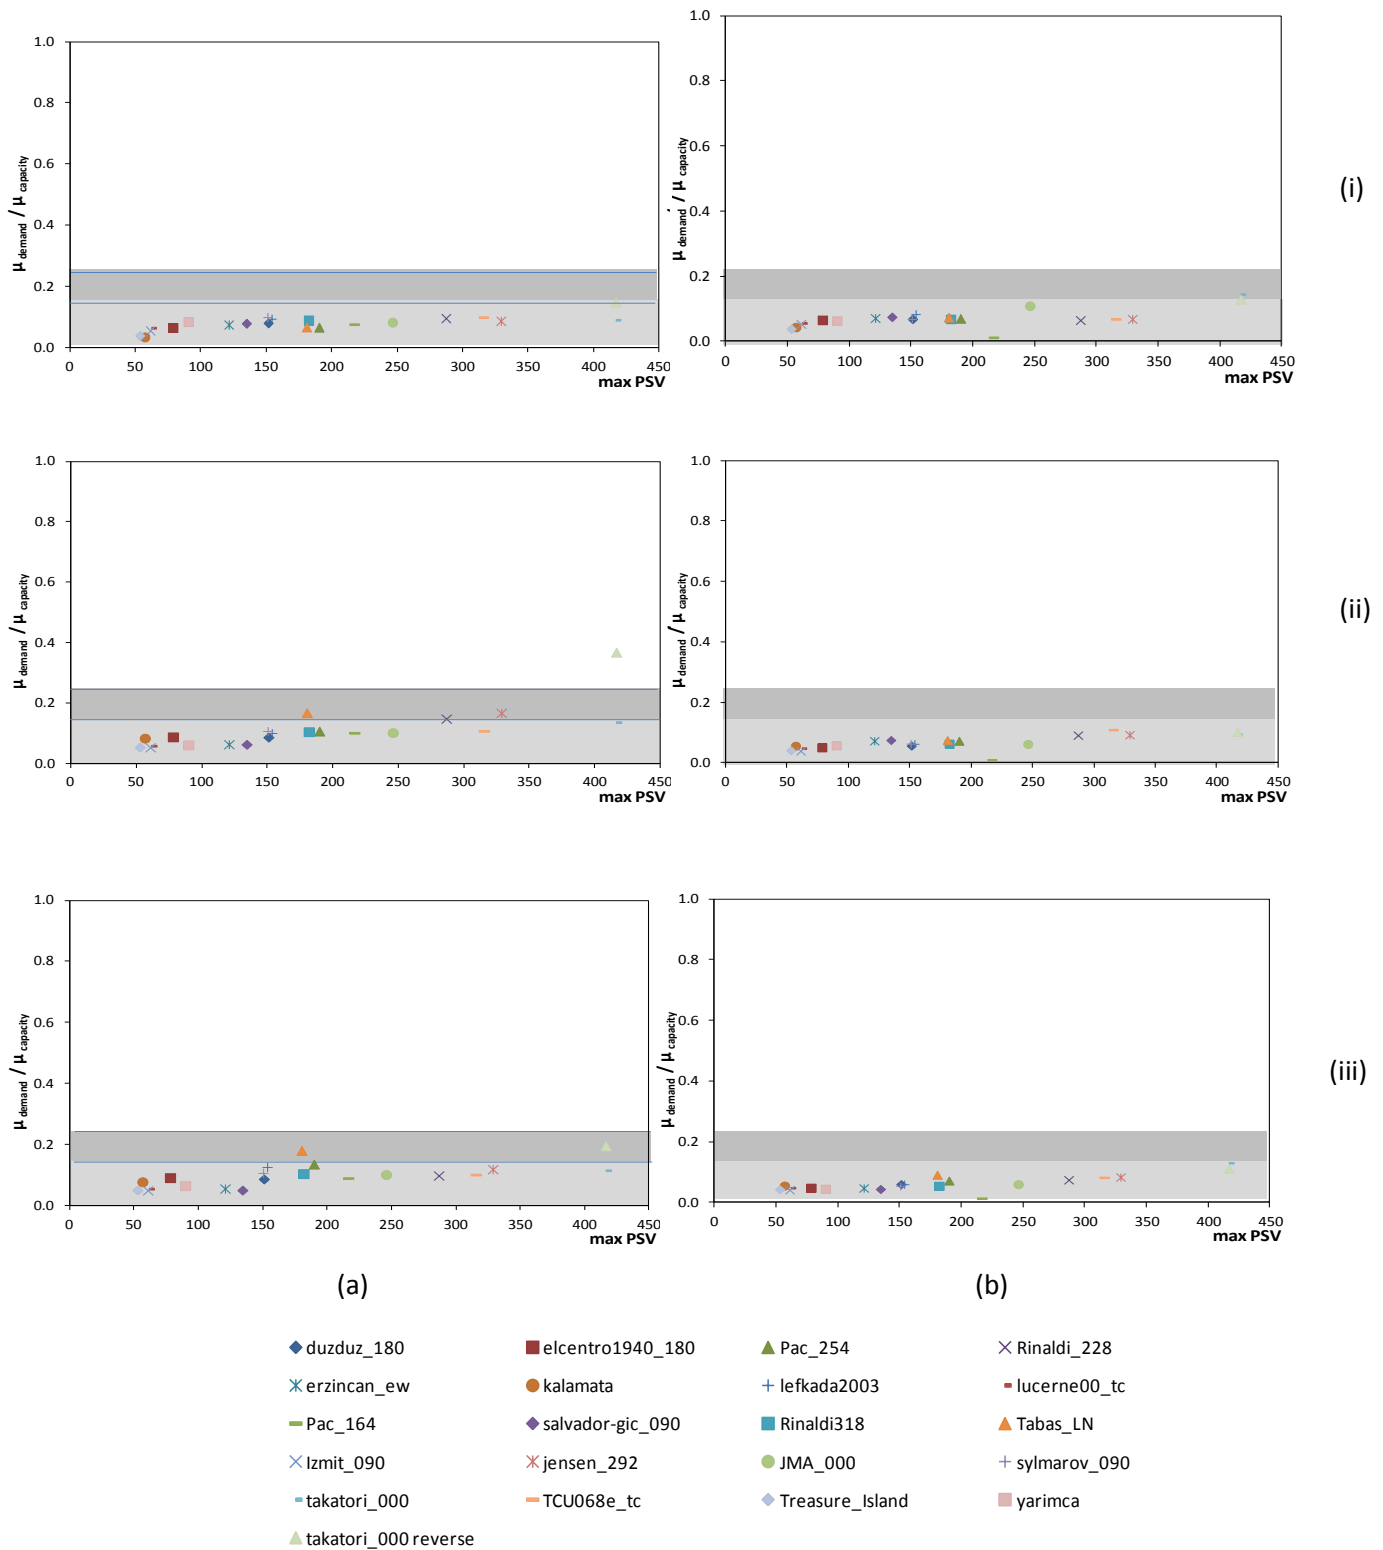 1.0
0.8
0.6
0.4
0.2
0.0
μ demand / μ capacity
0 50 100 150 200 250 300 350 400 450
max PSV
1.0
0.8
0.6
0.4
0.2
0.0
μ demand / μ capacity
0 50 100 150 200 250 300 350 400 450
max PSV
(i)
1.0
0.8
0.6
0.4
0.2
0.0
μ demand / μ capacity
0 50 100 150 200 250 300 350 400 450
max PSV
1.0
0.8
0.6
0.4
0.2
0.0
μ demand / μ capacity
0 50 100 150 200 250 300 350 400 450
max PSV
(ii)
1.0
0.8
0.6
0.4
0.2
0.0
μ demand / μ capacity
0 50 100 150 200 250 300 350 400 450
max PSV
1.0
0.8
0.6
0.4
0.2
0.0
μ demand / μ capacity
0 50 100 150 200 250 300 350 400 450
max PSV
(iii)
(a) (b)
duzduz_180 elcentro1940_180 Pac_254 Rinaldi_228
erzincan_ew kalamata lefkada2003 lucerne00_tc
Pac_164 salvador-gic_090 Rinaldi318 Tabas_LN
Izmit_090 jensen_292 JMA_000 sylmarov_090
takatori_000 TCU068e_tc Treasure_Island yarimca
takatori_000 reverse